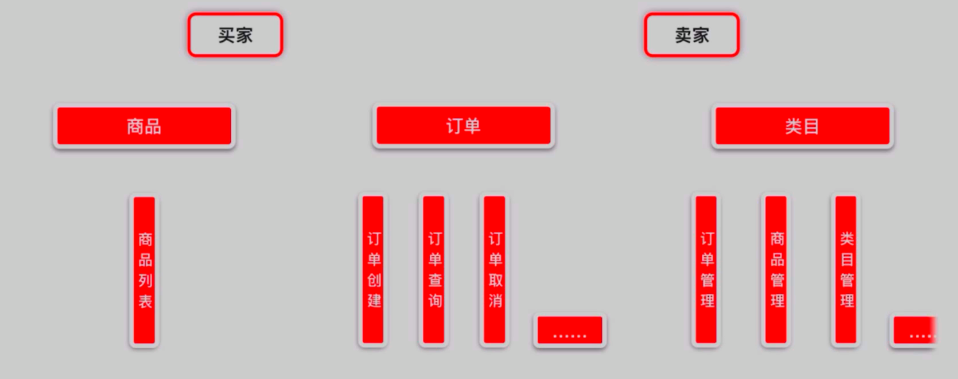 买家
卖家
商品
订单
类目
商品列表
订单创建
订单查询
订单取消
……
订单管理
商品管理
类目管理
……